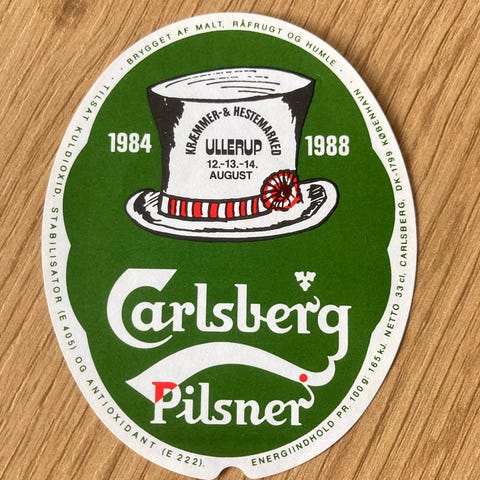 BRYGGET AF MALT, RÅFRUGT OG HUMLE
KRÆMMER-& HESTEMARKED
1984 ULLERUP 1988
12.-13.-14.
AUGUST
Carlsberg
Pilsner
TILSAT KULDIOXID, STABILISATOR (E 405) OG ANTIOXIDANT (E 222).
ENERGIINDHOLD PR. 100 g: 165 kJ. NETTO 33 cl. CARLSBERG, DK-1799 KØBENHAVN